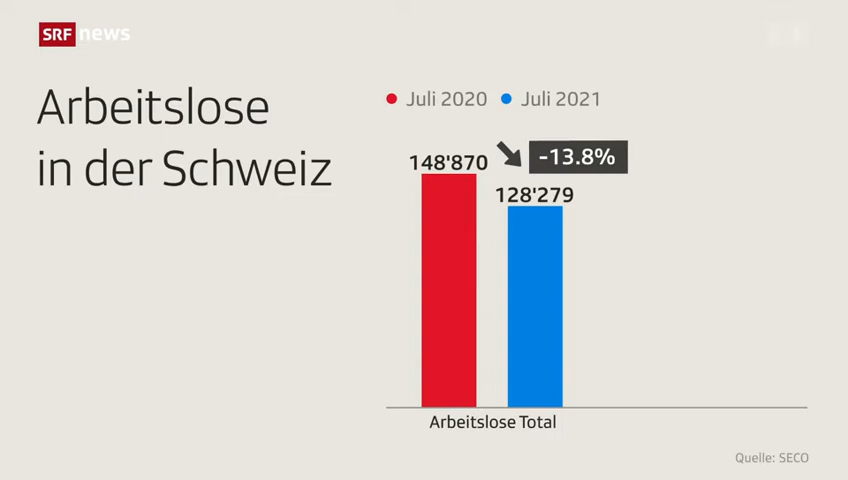 SRF news
Arbeitslose
in der Schweiz
Juli 2020 Juli 2021
148'870
-13.8%
128'279
Arbeitslose Total
Quelle: SECO